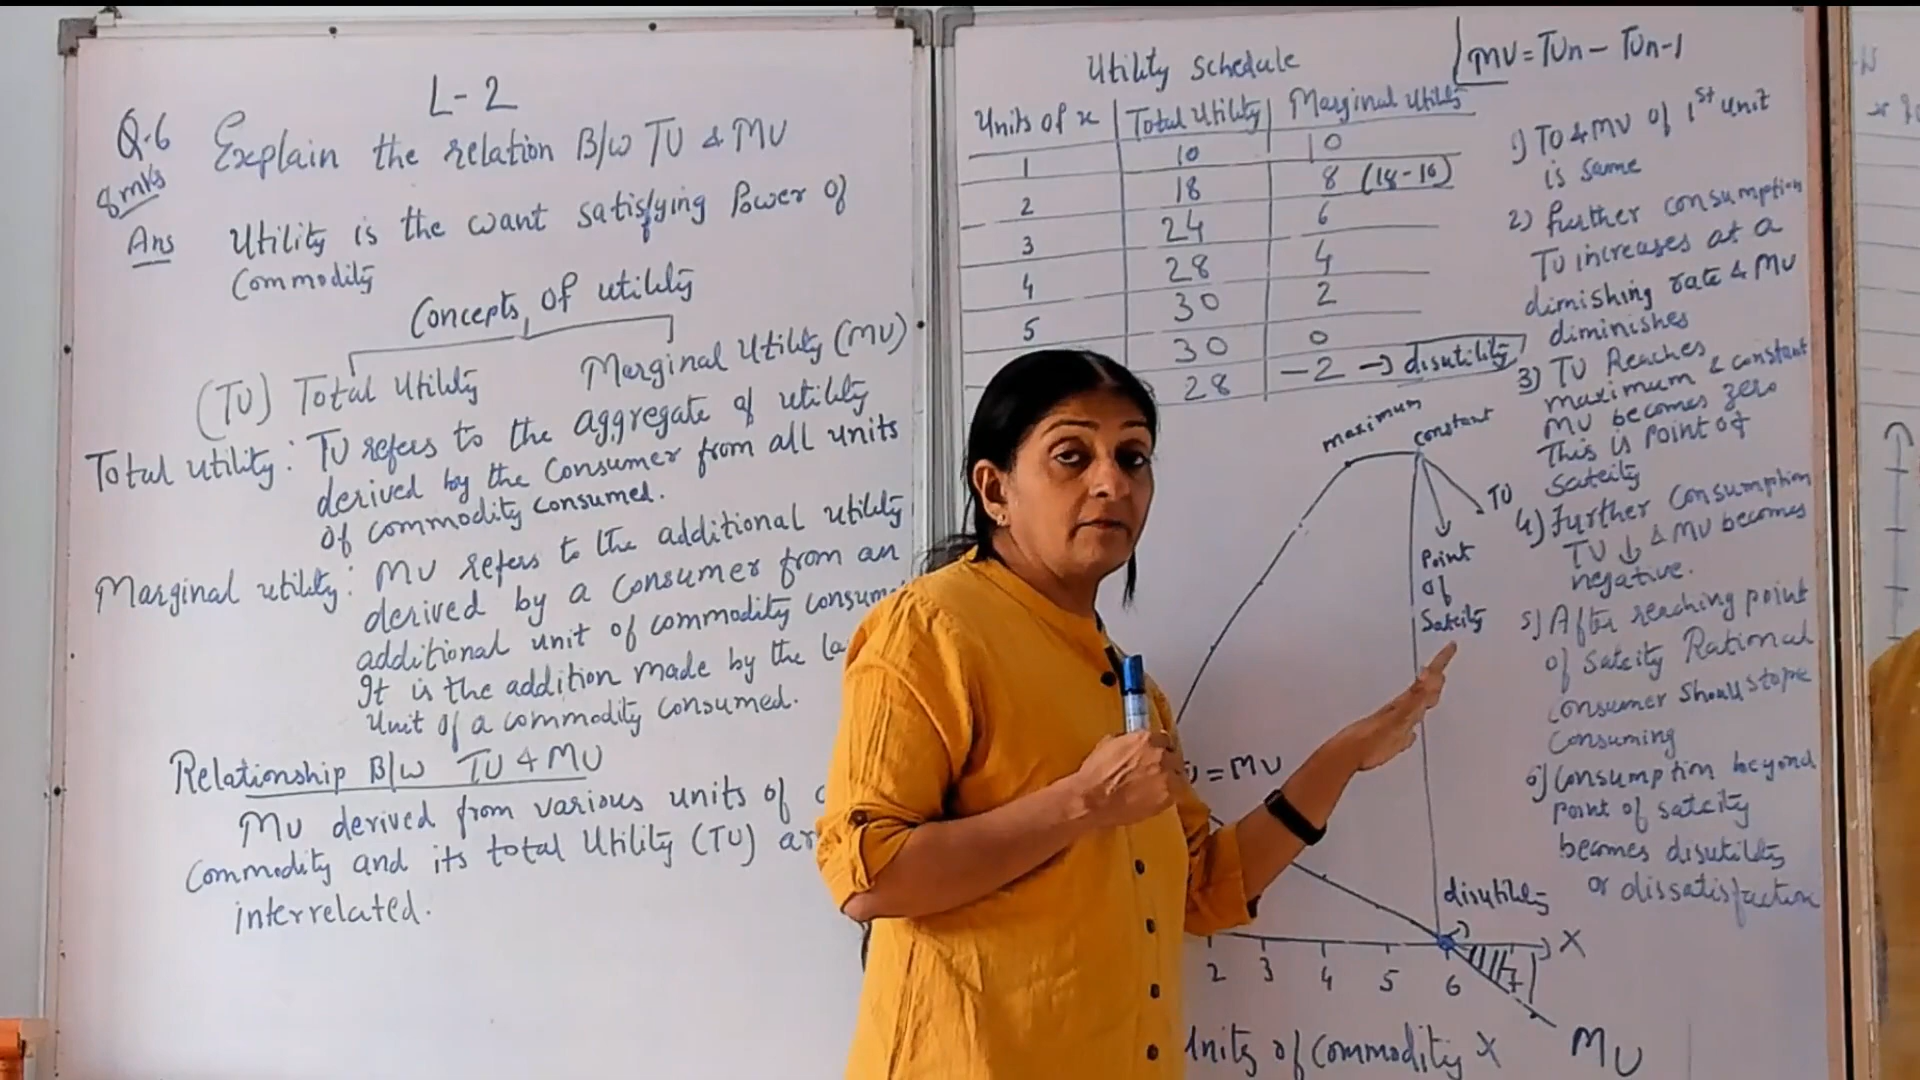 L-2
Q.6 Explain the relation B/w TU & MU
8mks
Ans Utility is the want satisfying Power of
Commodity
Concepts of utility
(TU) Total Utility Marginal Utility (MU)
Total utility: TU refers to the aggregate of utility
derived by the Consumer from all units
of commodity consumed.
Marginal utility: MU refers to the additional utility
derived by a consumer from an
additional unit of commodity
It is the addition made by the
Unit of a commodity consumed.
Relationship B/w TU & MU
MU derived from various units of
Commodity and its total Utility (TU)
interrelated.
Utility Schedule
MU = TUn - TUn-1
Units of x Total Utility Marginal Utility
1 10 10
2 18 8 (18-10)
3 24 6
4 28 4
5 30 2
30 0
28 -2 → disutility
maximum
constant
TU
Point
of
Sateity
= MU
disutility
X
2 3 4 5 6 7
Units of Commodity X
MU
1) TU & MU of 1st unit
is same
2) further consumption
TU increases at a
dimishing rate & MU
diminishes
3) TU Reaches
maximum & constant
MU becomes zero
This is Point of
Sateity
4) Further Consumption
TU ↓ & MU becomes
negative.
5) After reaching point
of sateity Rational
consumer should stop
consuming
6) Consumption beyond
point of sateity
becomes disutility
or dissatisfaction